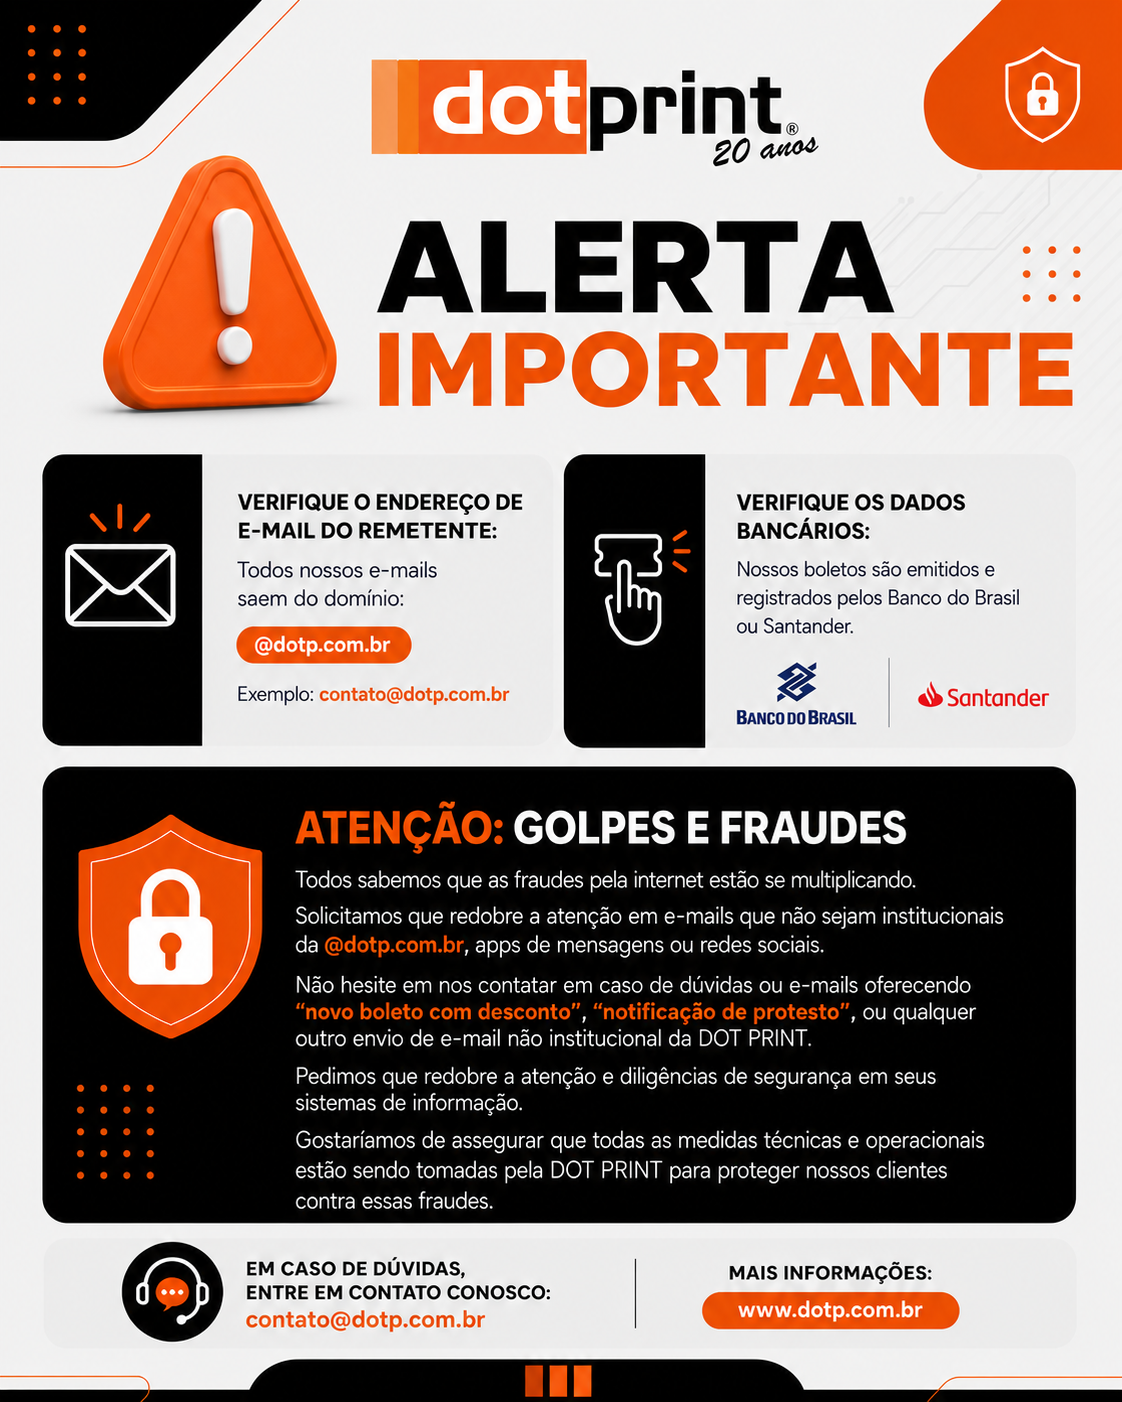 dotprint®
20 anos
ALERTA
IMPORTANTE
VERIFIQUE O ENDEREÇO DE
E-MAIL DO REMETENTE:
Todos nossos e-mails
saem do domínio:
@dotp.com.br
Exemplo: contato@dotp.com.br
VERIFIQUE OS DADOS
BANCÁRIOS:
Nossos boletos são emitidos e
registrados pelos Banco do Brasil
ou Santander.
BANCO DO BRASIL
Santander
ATENÇÃO: GOLPES E FRAUDES
Todos sabemos que as fraudes pela internet estão se multiplicando.
Solicitamos que redobre a atenção em e-mails que não sejam institucionais
da @dotp.com.br, apps de mensagens ou redes sociais.
Não hesite em nos contatar em caso de dúvidas ou e-mails oferecendo
“novo boleto com desconto”, “notificação de protesto”, ou qualquer
outro envio de e-mail não institucional da DOT PRINT.
Pedimos que redobre a atenção e diligências de segurança em seus
sistemas de informação.
Gostaríamos de assegurar que todas as medidas técnicas e operacionais
estão sendo tomadas pela DOT PRINT para proteger nossos clientes
contra essas fraudes.
EM CASO DE DÚVIDAS,
ENTRE EM CONTATO CONOSCO:
contato@dotp.com.br
MAIS INFORMAÇÕES:
www.dotp.com.br